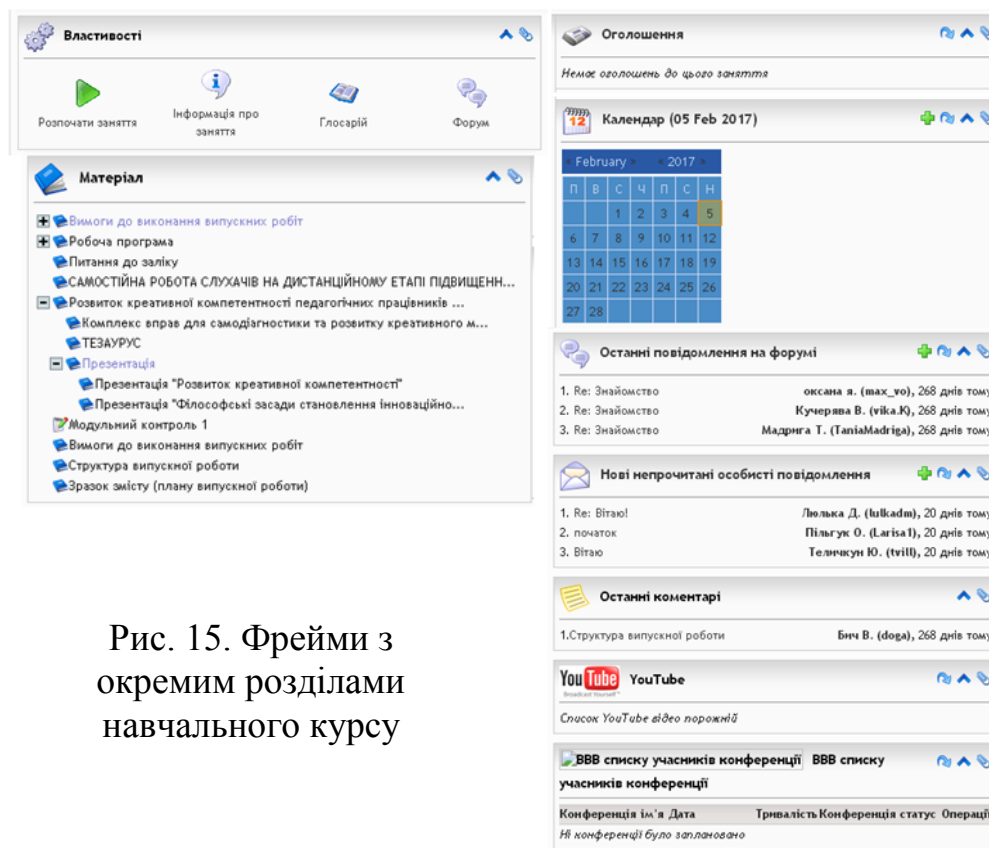 Властивості
Розпочати заняття
Інформація про
заняття
Глосарій
Форум
Матеріал
Вимоги до виконання випускних робіт
Робоча програма
Питання до заліку
САМОСТІЙНА РОБОТА СЛУХАЧІВ НА ДИСТАНЦІЙНОМУ ЕТАПІ ПІДВИЩЕНН...
Розвиток креативної компетентності педагогічних працівників ...
Комплекс вправ для самодіагностики та розвитку креативного м...
ТЕЗАУРУС
Презентація
Презентація "Розвиток креативної компетентності"
Презентація "Філософські засади становлення інноваційно...
Модульний контроль 1
Вимоги до виконання випускних робіт
Структура випускної роботи
Зразок змісту (плану випускної роботи)
Рис. 15. Фрейми з
окремим розділами
навчального курсу
Оголошення
Немає оголошень до цього заняття
12
Календар (05 Feb 2017)
« February » « 2017 »
П В С Ч П С Н
1 2 3 4 5
6 7 8 9 10 11 12
13 14 15 16 17 18 19
20 21 22 23 24 25 26
27 28
Останні повідомлення на форумі
1. Re: Знайомство оксана я. (max_vo), 268 днів тому
2. Re: Знайомство Кучерява В. (vika.K), 268 днів тому
3. Re: Знайомство Мадрига Т. (TaniaMadriga), 268 днів тому
Нові непрочитані особисті повідомлення
1. Re: Вітаю! Люлька Д. (lulkadm), 20 днів тому
2. початок Пільгук О. (Larisa1), 20 днів тому
3. Вітаю Теличкун Ю. (tvill), 20 днів тому
Останні коментарі
1.Структура випускної роботи Бич В. (doga), 268 днів тому
YouTube YouTube
Broadcast Yourself
Список YouTube відео порожній
ВВВ списку учасників конференції ВВВ списку
учасників конференції
Конференція ім'я Дата Тривалість Конференція статус Операції
Ні конференції було заплановано